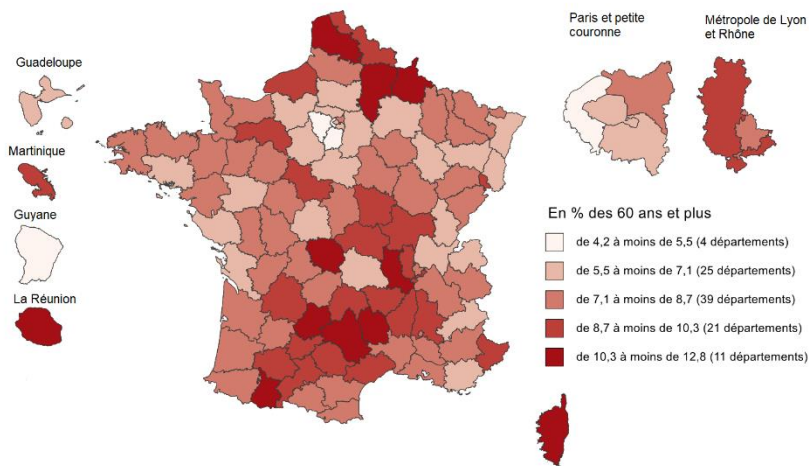 Paris et petite
couronne
Métropole de Lyon
et Rhône
Guadeloupe
Martinique
Guyane
La Réunion
En % des 60 ans et plus
de 4,2 à moins de 5,5 (4 départements)
de 5,5 à moins de 7,1 (25 départements)
de 7,1 à moins de 8,7 (39 départements)
de 8,7 à moins de 10,3 (21 départements)
de 10,3 à moins de 12,8 (11 départements)